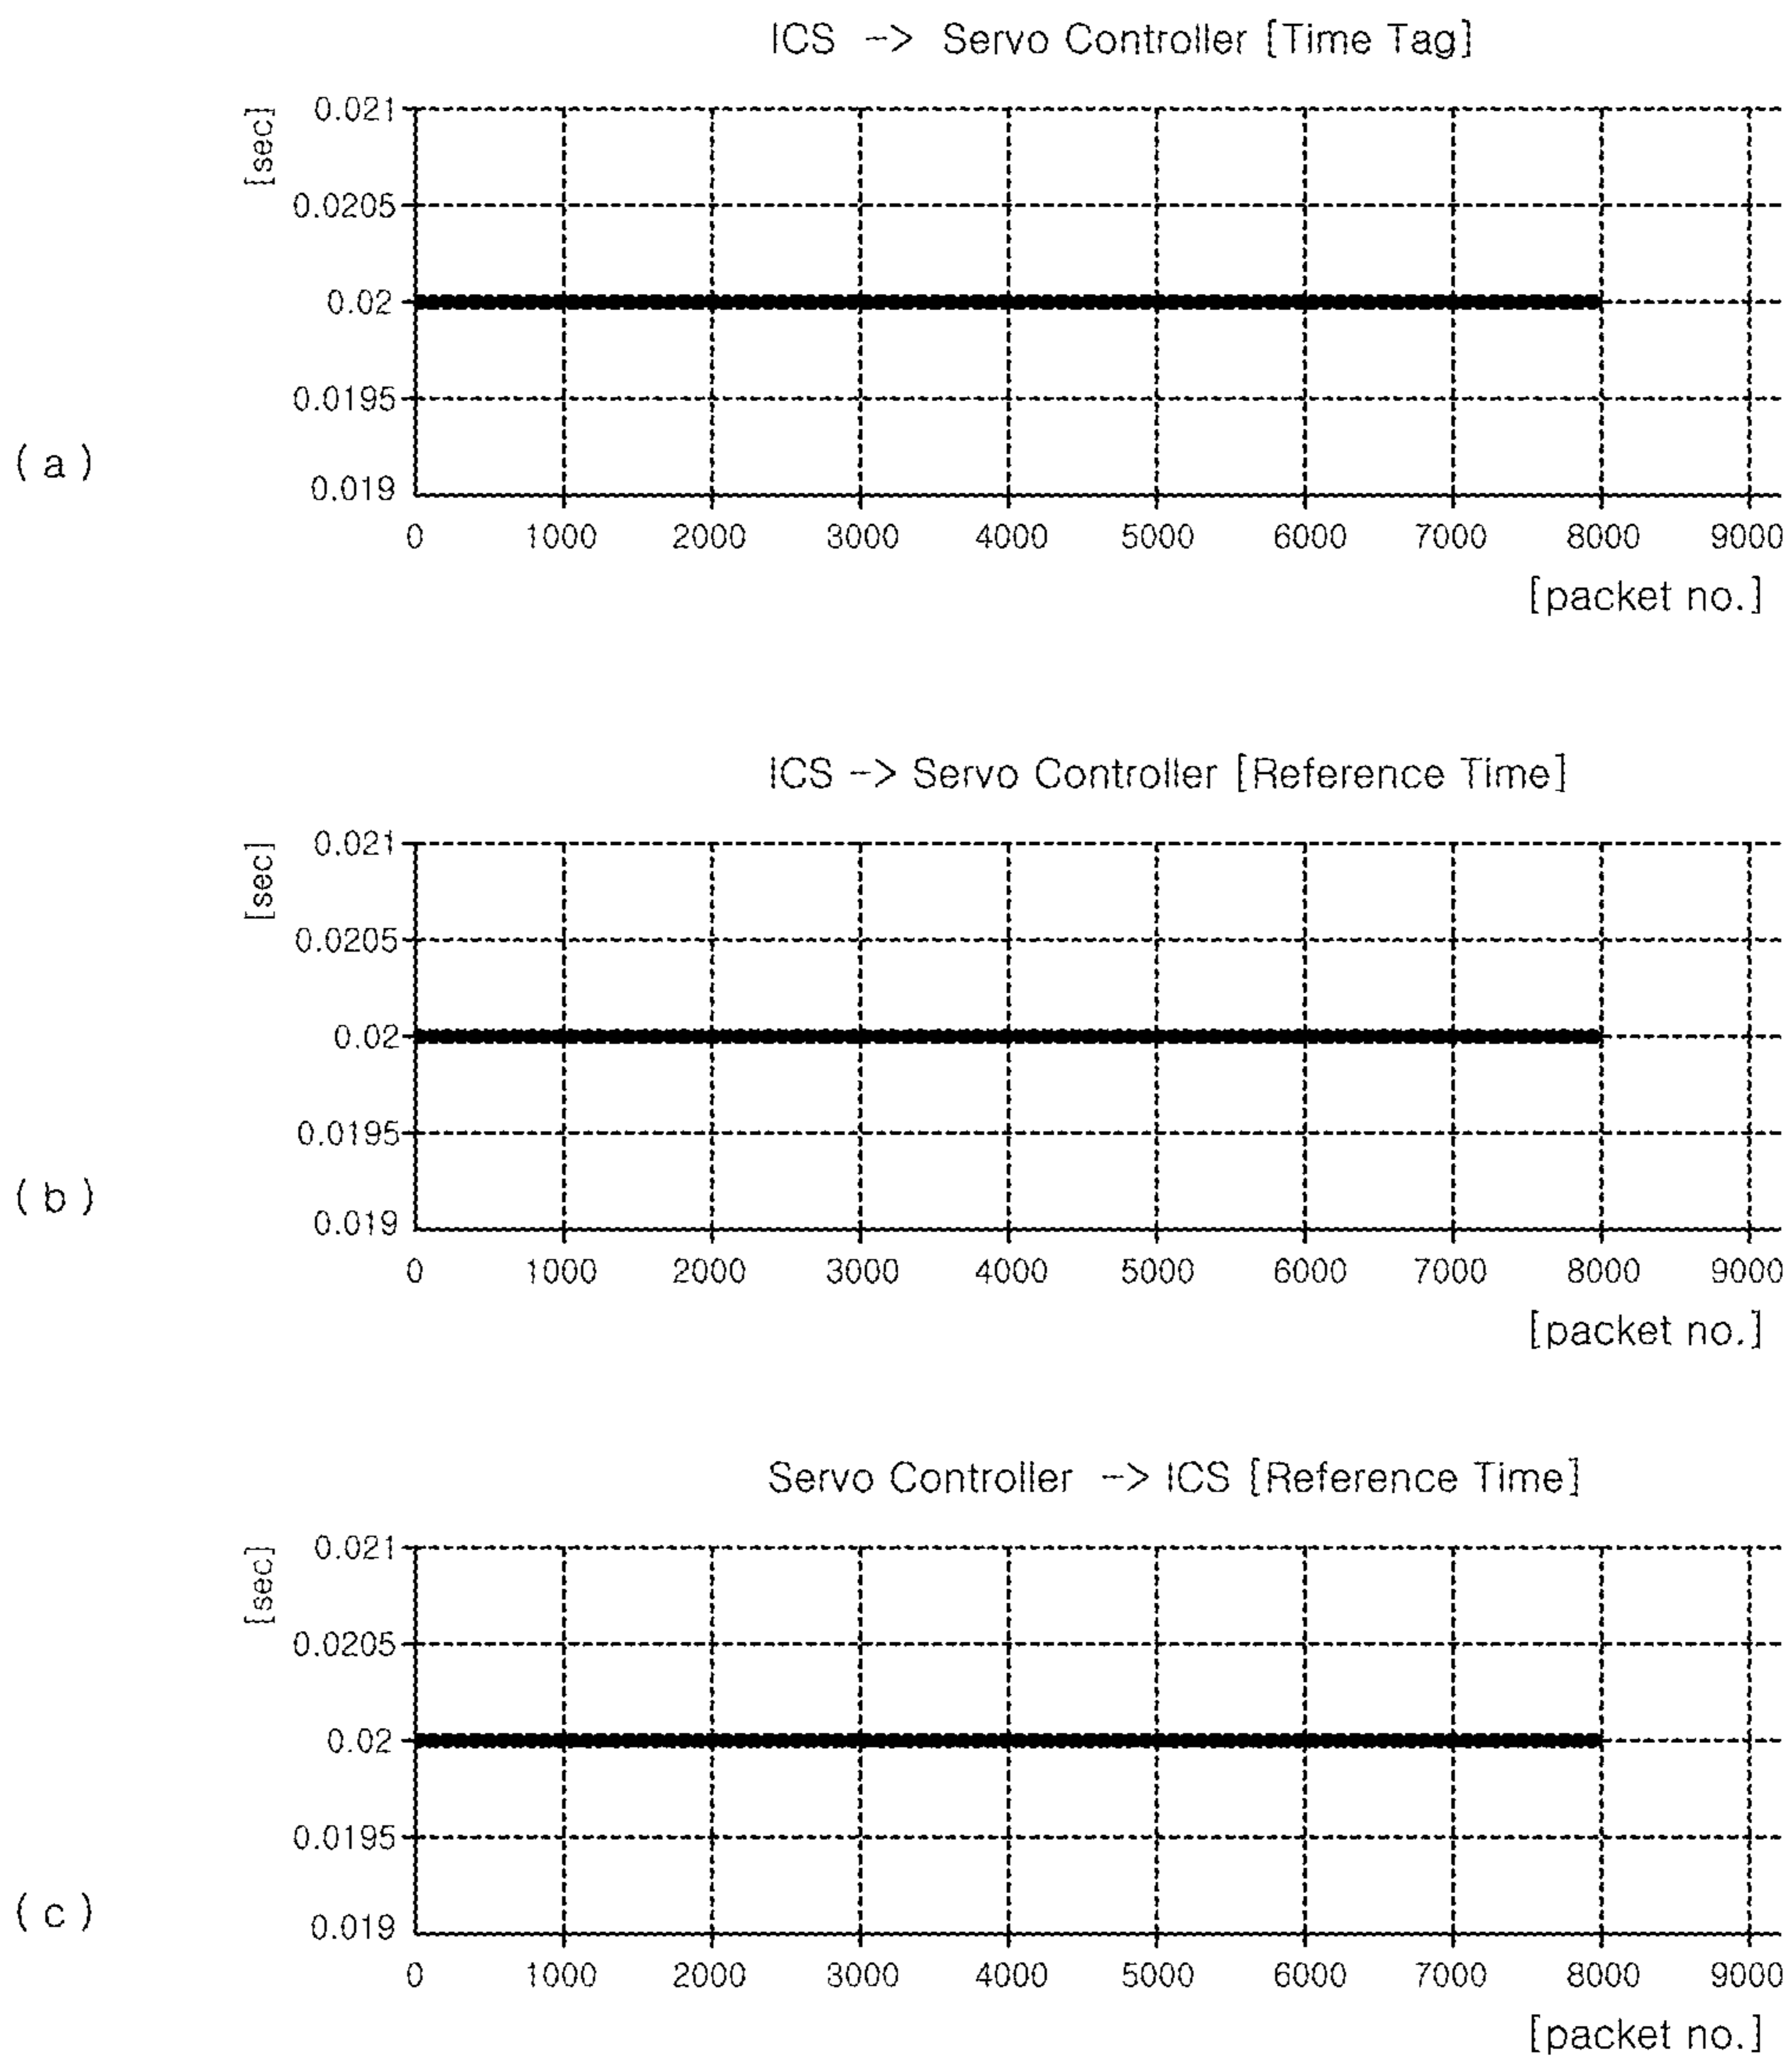 ICS -> Servo Controller [Time Tag]
[sec]
0.021
0.0205
0.02
0.0195
0.019
(a)
0 1000 2000 3000 4000 5000 6000 7000 8000 9000
[packet no.]
ICS -> Servo Controller [Reference Time]
[sec]
0.021
0.0205
0.02
0.0195
0.019
(b)
0 1000 2000 3000 4000 5000 6000 7000 8000 9000
[packet no.]
Servo Controller -> ICS [Reference Time]
[sec]
0.021
0.0205
0.02
0.0195
0.019
(c)
0 1000 2000 3000 4000 5000 6000 7000 8000 9000
[packet no.]